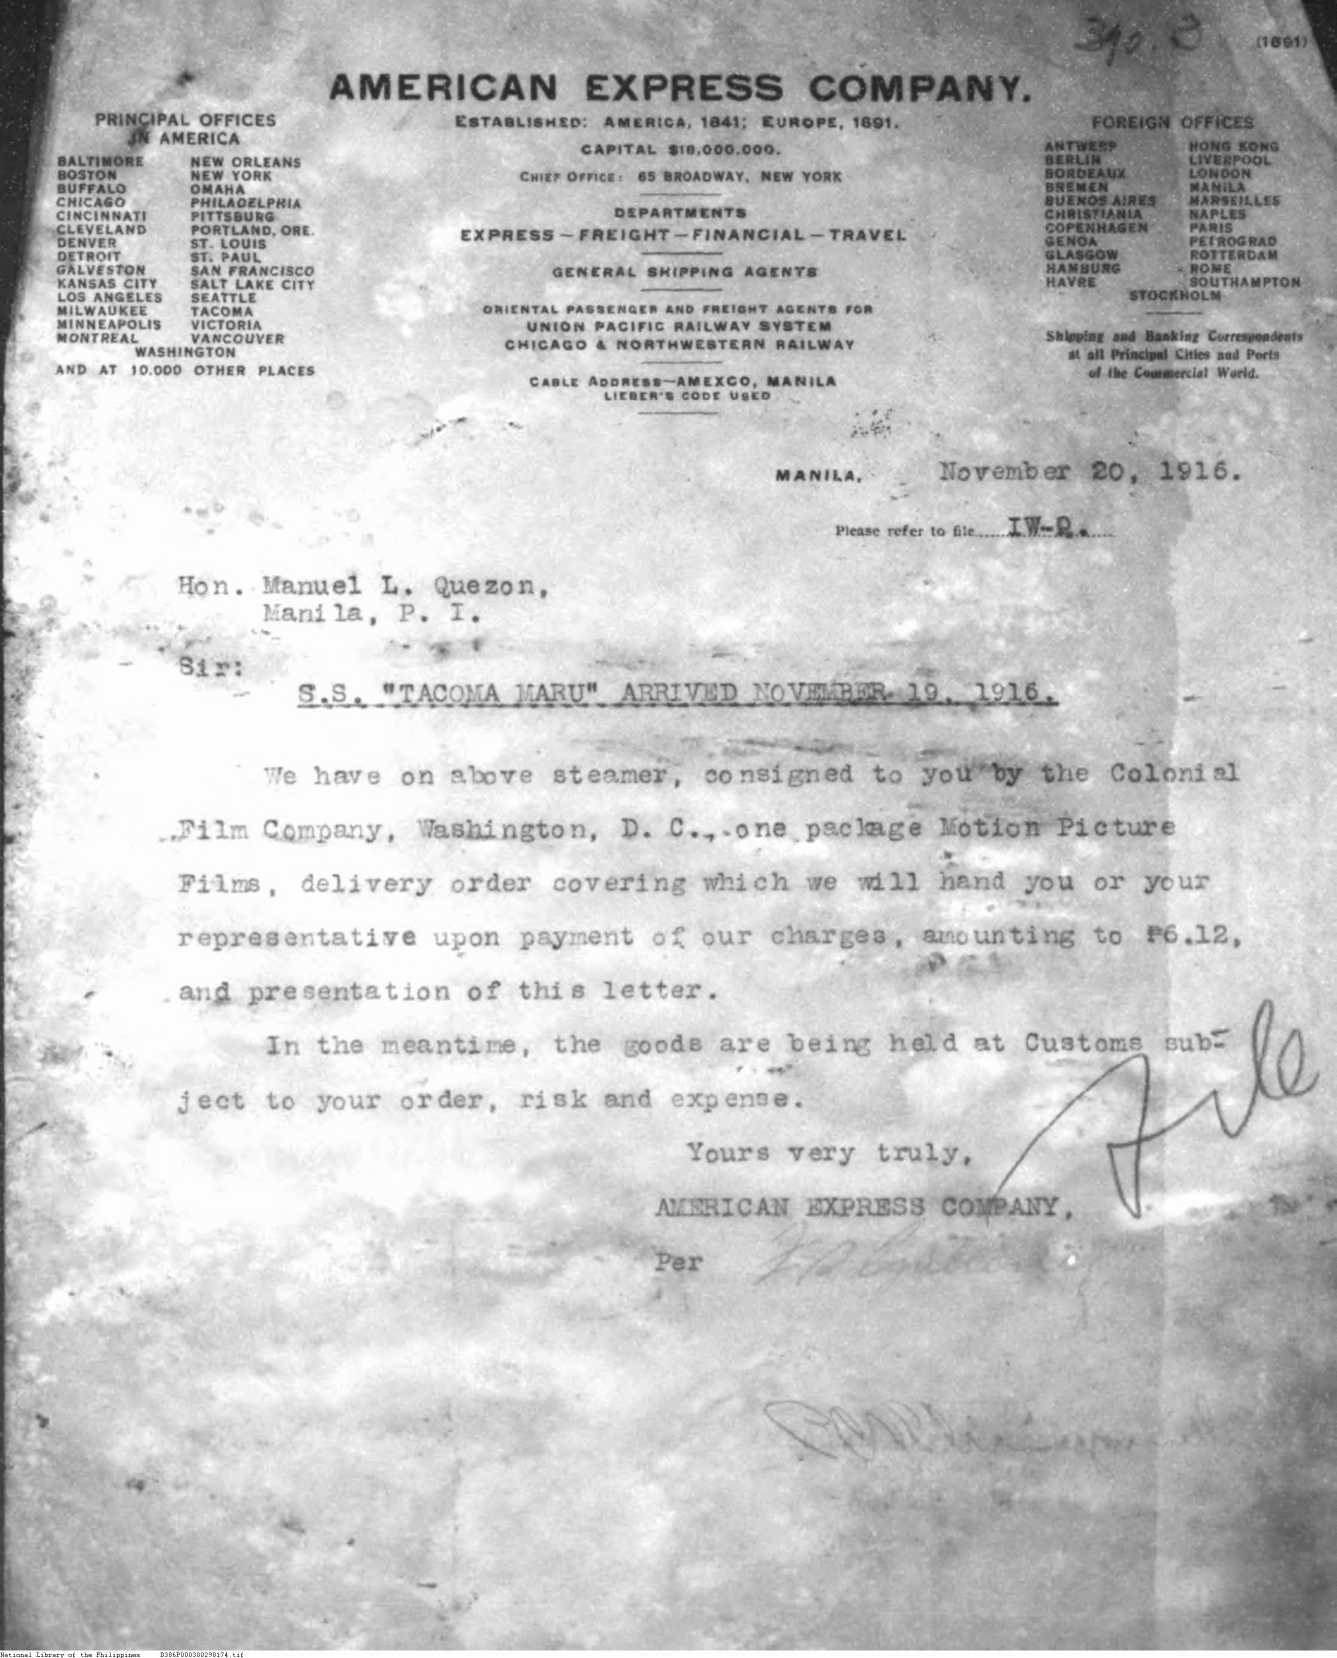 (1691)
AMERICAN EXPRESS COMPANY.
ESTABLISHED: AMERICA, 1841; EUROPE, 1891.
CAPITAL $18,000,000.
CHIEF OFFICE: 65 BROADWAY, NEW YORK
DEPARTMENTS
EXPRESS – FREIGHT – FINANCIAL – TRAVEL
GENERAL SHIPPING AGENTS
ORIENTAL PASSENGER AND FREIGHT AGENTS FOR
UNION PACIFIC RAILWAY SYSTEM
CHICAGO & NORTHWESTERN RAILWAY
CABLE ADDRESS—AMEXCO, MANILA
LIEBER'S CODE USED
PRINCIPAL OFFICES
IN AMERICA
BALTIMORE NEW ORLEANS
BOSTON NEW YORK
BUFFALO OMAHA
CHICAGO PHILADELPHIA
CINCINNATI PITTSBURG
CLEVELAND PORTLAND, ORE.
DENVER ST. LOUIS
DETROIT ST. PAUL
GALVESTON SAN FRANCISCO
KANSAS CITY SALT LAKE CITY
LOS ANGELES SEATTLE
MILWAUKEE TACOMA
MINNEAPOLIS VICTORIA
MONTREAL VANCOUVER
WASHINGTON
AND AT 10,000 OTHER PLACES
FOREIGN OFFICES
ANTWERP HONG KONG
BERLIN LIVERPOOL
BORDEAUX LONDON
BREMEN MANILA
BUENOS AIRES MARSEILLES
CHRISTIANIA NAPLES
COPENHAGEN PARIS
GENOA PETROGRAD
GLASGOW ROTTERDAM
HAMBURG ROME
HAVRE SOUTHAMPTON
STOCKHOLM
Shipping and Banking Correspondents
at all Principal Cities and Ports
of the Commercial World.
MANILA, November 20, 1916.
Please refer to file IW-R.
Hon. Manuel L. Quezon,
Manila, P. I.
Sir:
S.S. "TACOMA MARU" ARRIVED NOVEMBER 19, 1916.
We have on above steamer, consigned to you by the Colonial
Film Company, Washington, D. C., one package Motion Picture
Films, delivery order covering which we will hand you or your
representative upon payment of our charges, amounting to ₱6.12,
and presentation of this letter.
In the meantime, the goods are being held at Customs sub-
ject to your order, risk and expense.
File
Yours very truly,
AMERICAN EXPRESS COMPANY,
Per
National Library of the Philippines B386P00038029B174.tif